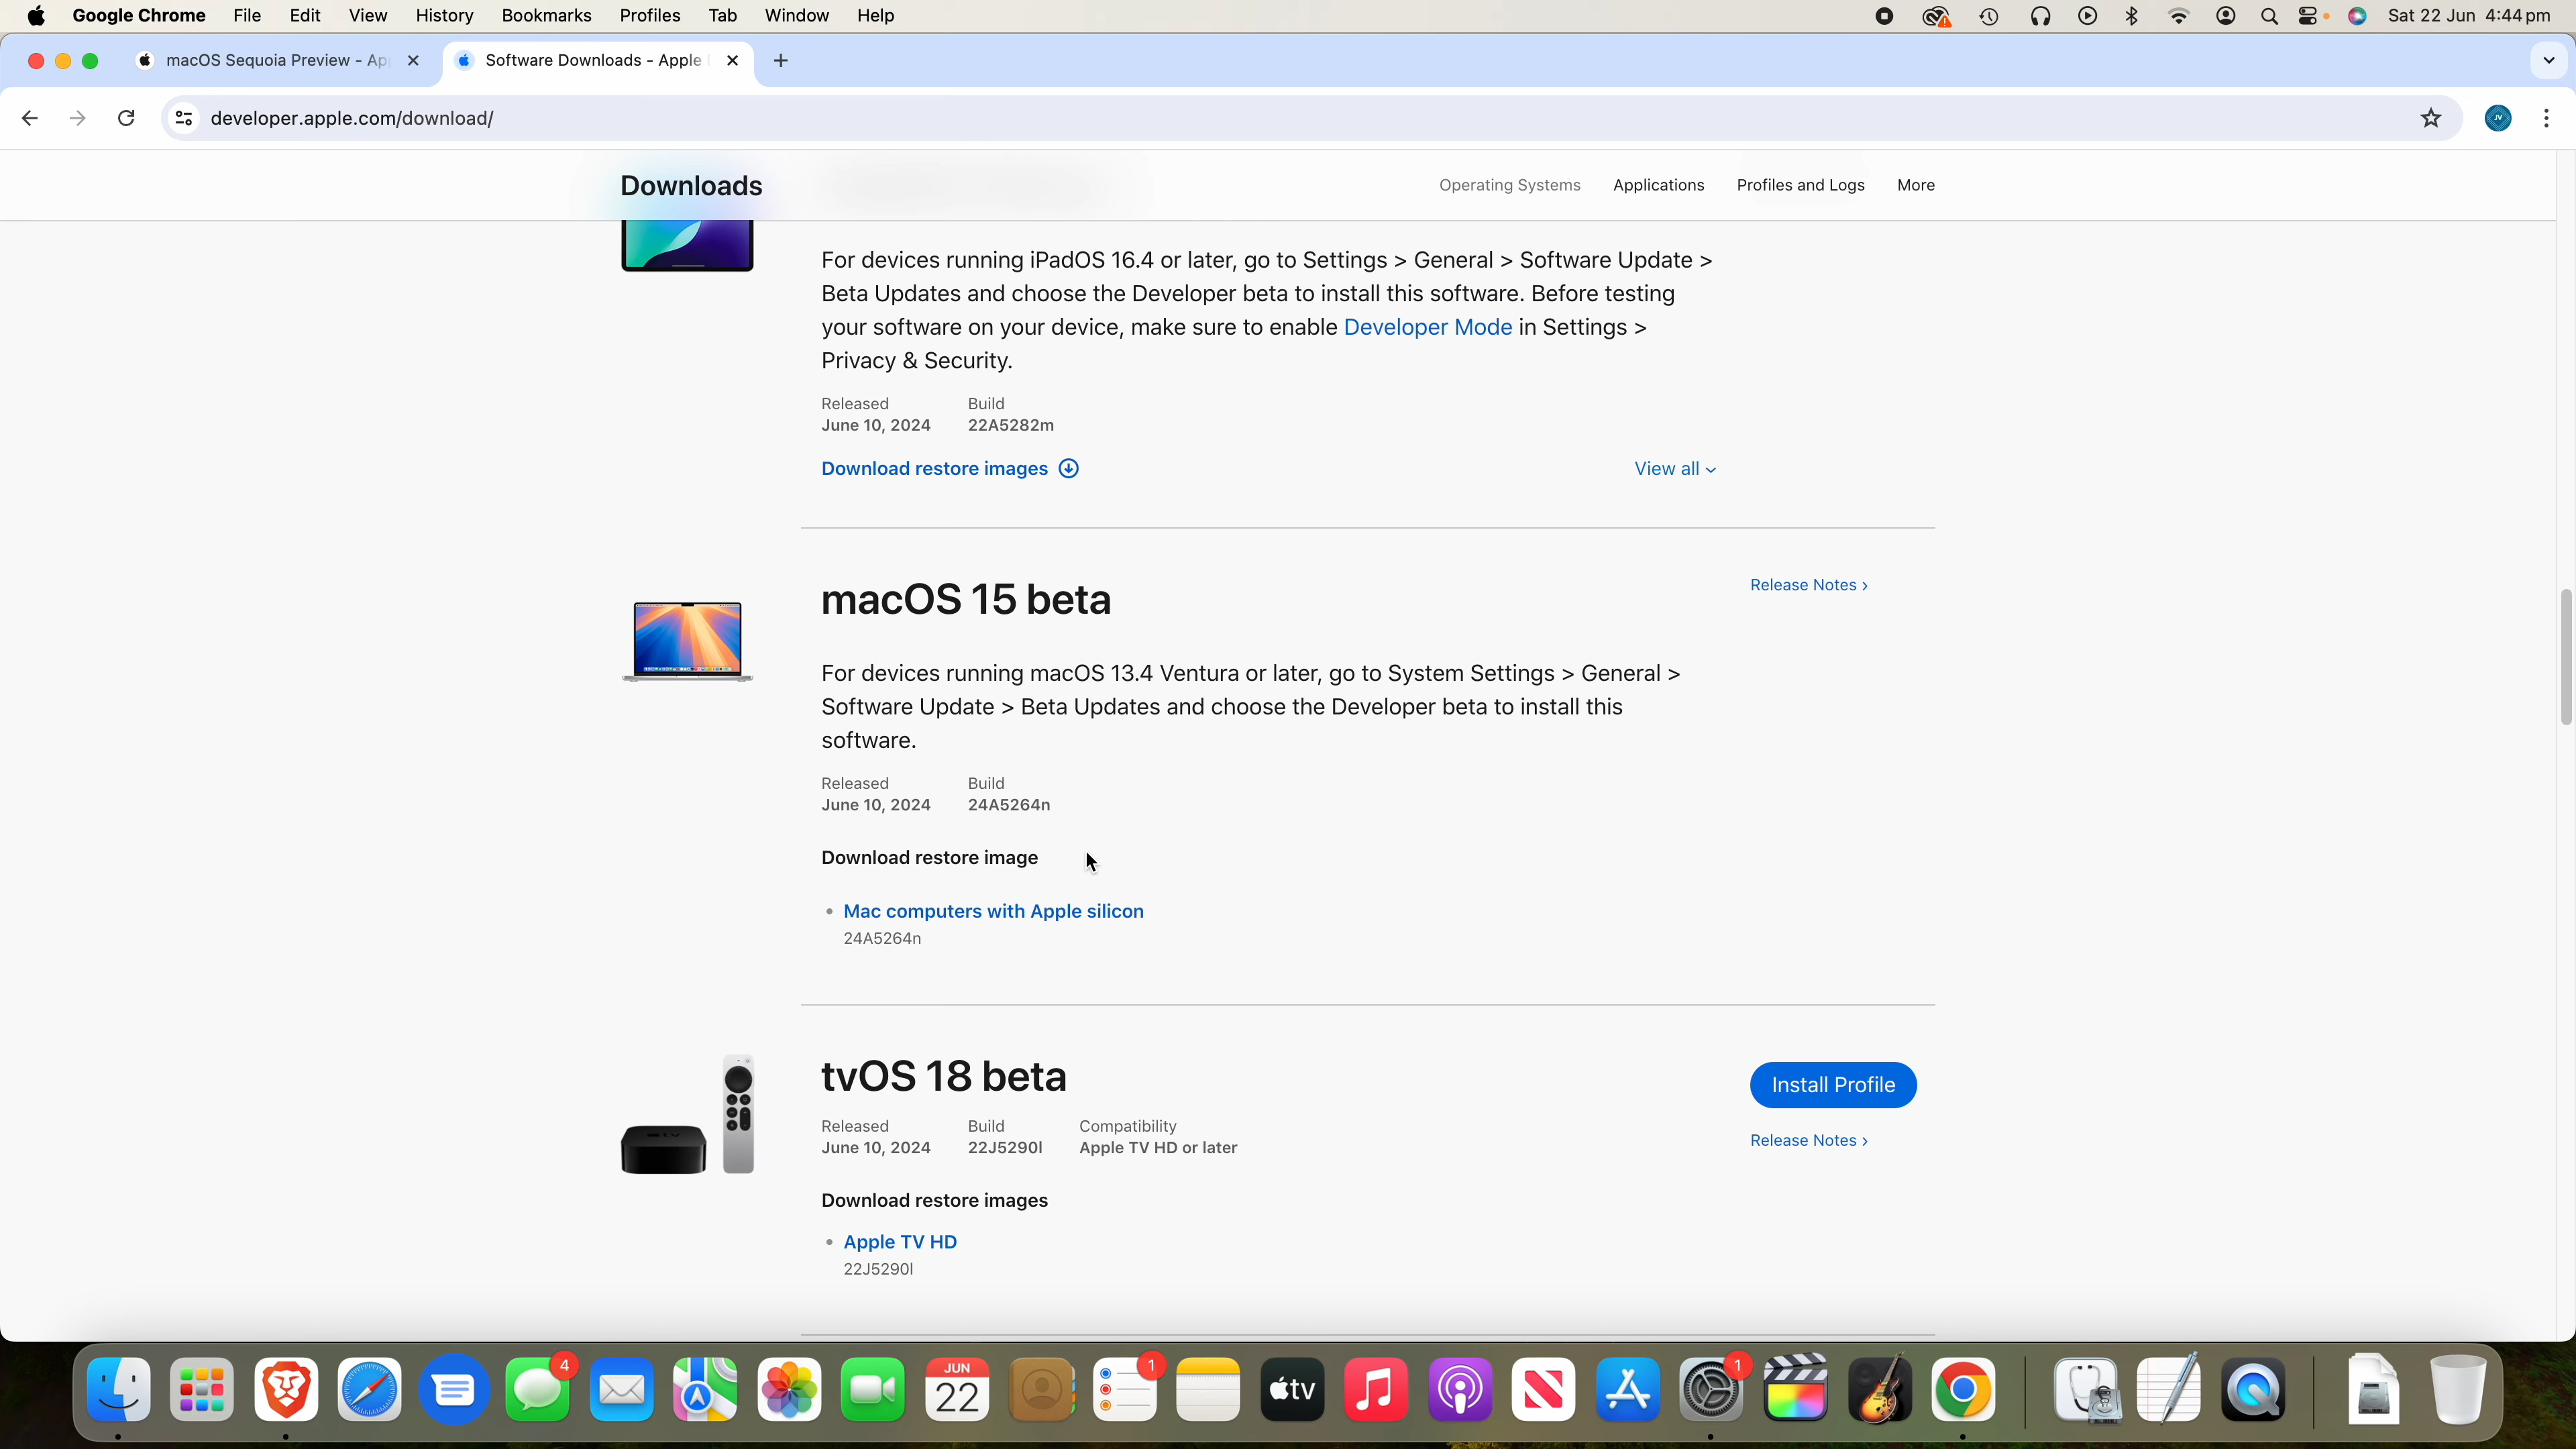 Google Chrome File Edit View History Bookmarks Profiles Tab Window Help Sat 22 Jun 4:44 pm
macOS Sequoia Preview - Ap Software Downloads - Apple
developer.apple.com/download/ JV
Downloads Operating Systems Applications Profiles and Logs More
For devices running iPadOS 16.4 or later, go to Settings > General > Software Update >
Beta Updates and choose the Developer beta to install this software. Before testing
your software on your device, make sure to enable Developer Mode in Settings >
Privacy & Security.
Released Build
June 10, 2024 22A5282m
Download restore images View all
macOS 15 beta Release Notes >
For devices running macOS 13.4 Ventura or later, go to System Settings > General >
Software Update > Beta Updates and choose the Developer beta to install this
software.
Released Build
June 10, 2024 24A5264n
Download restore image
• Mac computers with Apple silicon
24A5264n
tvOS 18 beta Install Profile
Released Build Compatibility
June 10, 2024 22J5290l Apple TV HD or later Release Notes >
Download restore images
• Apple TV HD
22J5290l
4 JUN 22 1 tv 1